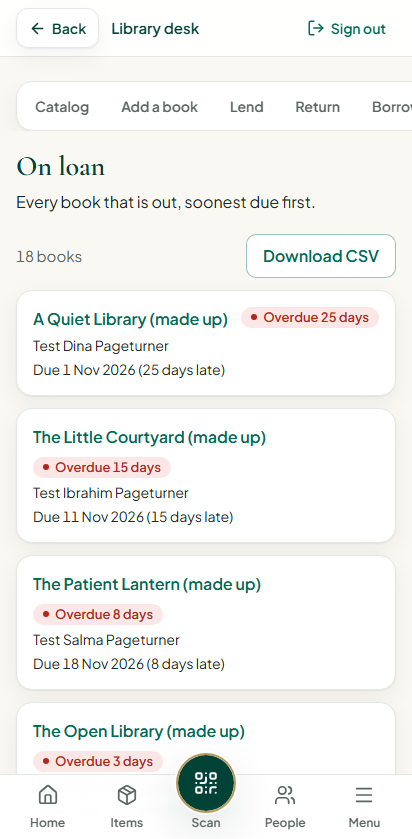 Back
Library desk
Sign out
Catalog
Add a book
Lend
Return
Borro
On loan
Every book that is out, soonest due first.
18 books
Download CSV
A Quiet Library (made up)
Overdue 25 days
Test Dina Pageturner
Due 1 Nov 2026 (25 days late)
The Little Courtyard (made up)
Overdue 15 days
Test Ibrahim Pageturner
Due 11 Nov 2026 (15 days late)
The Patient Lantern (made up)
Overdue 8 days
Test Salma Pageturner
Due 18 Nov 2026 (8 days late)
The Open Library (made up)
Overdue 3 days
Home
Items
Scan
People
Menu